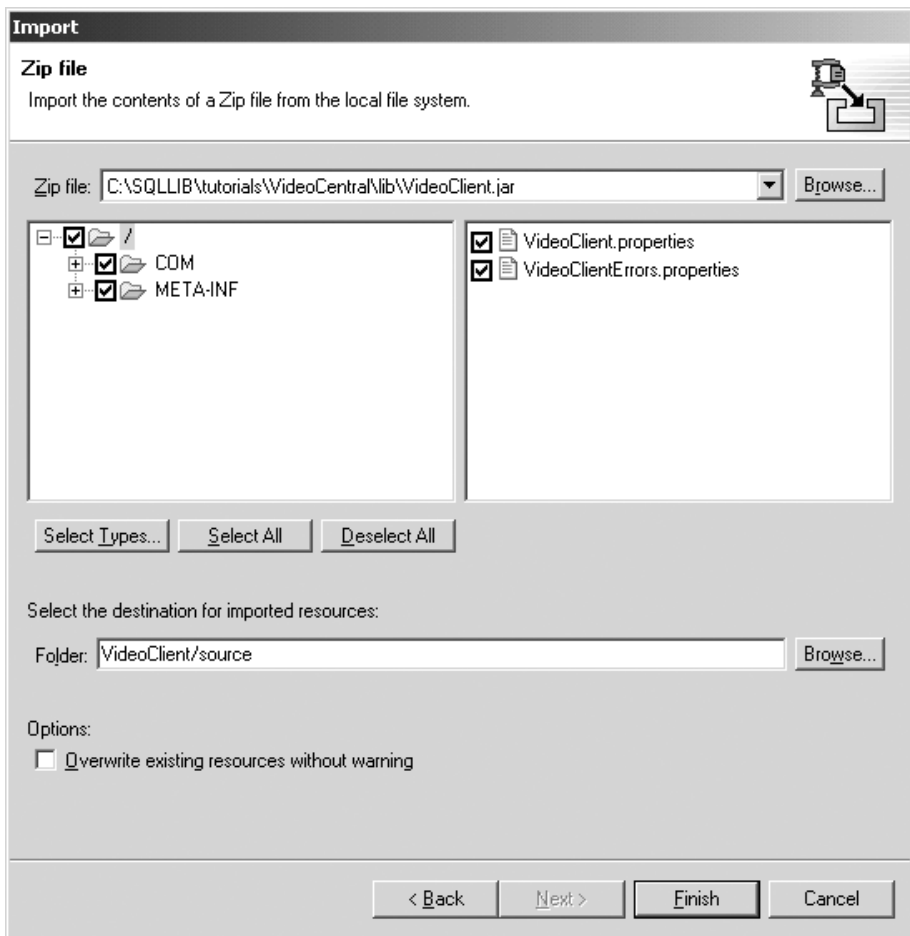 Import
Zip file
Import the contents of a Zip file from the local file system.
Zip file: C:\SQLLIB\tutorials\VideoCentral\lib\VideoClient.jar Browse...
/
COM
META-INF
VideoClient.properties
VideoClientErrors.properties
Select Types... Select All Deselect All
Select the destination for imported resources:
Folder: VideoClient/source Browse...
Options:
Overwrite existing resources without warning
< Back Next > Finish Cancel